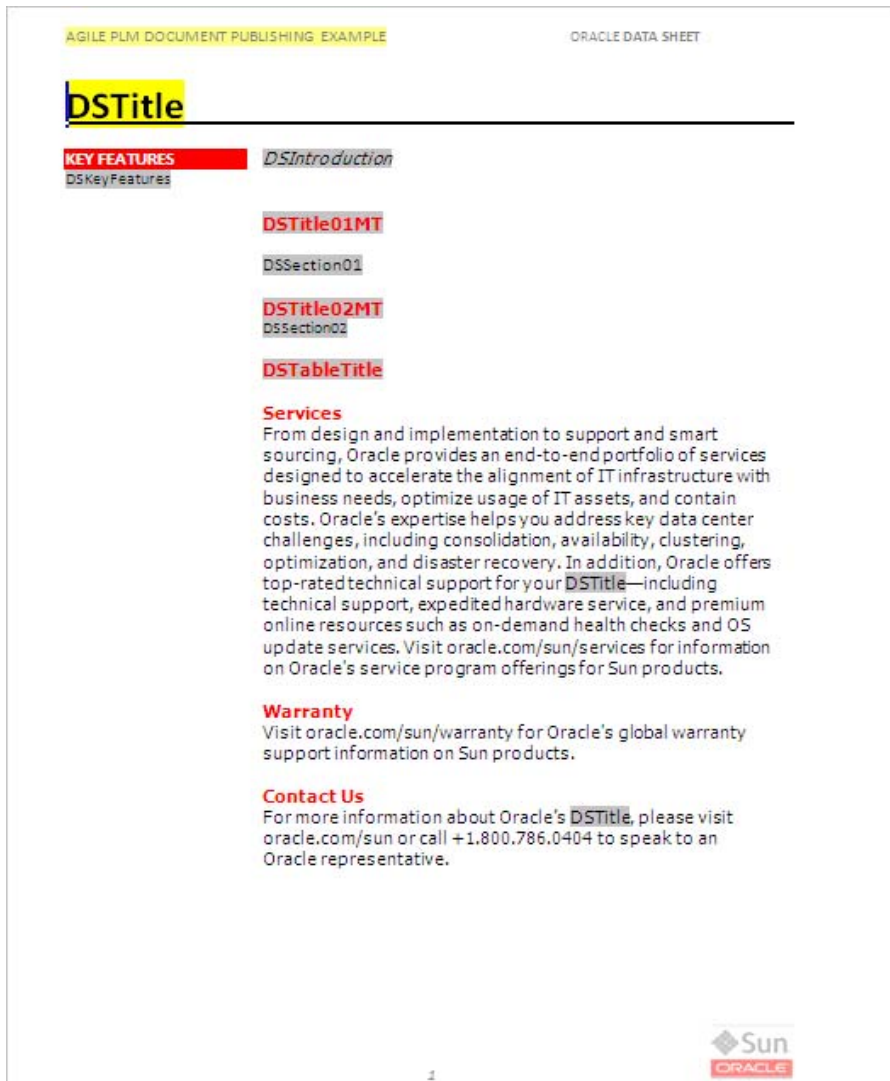 AGILE PLM DOCUMENT PUBLISHING EXAMPLE
ORACLE DATA SHEET
DSTitle
KEY FEATURES
DSKeyFeatures
DSIntroduction
DSTitle01MT
DSSection01
DSTitle02MT
DSSection02
DSTableTitle
Services
From design and implementation to support and smart
sourcing, Oracle provides an end-to-end portfolio of services
designed to accelerate the alignment of IT infrastructure with
business needs, optimize usage of IT assets, and contain
costs. Oracle's expertise helps you address key data center
challenges, including consolidation, availability, clustering,
optimization, and disaster recovery. In addition, Oracle offers
top-rated technical support for your DSTitle—including
technical support, expedited hardware service, and premium
online resources such as on-demand health checks and OS
update services. Visit oracle.com/sun/services for information
on Oracle's service program offerings for Sun products.
Warranty
Visit oracle.com/sun/warranty for Oracle's global warranty
support information on Sun products.
Contact Us
For more information about Oracle's DSTitle, please visit
oracle.com/sun or call +1.800.786.0404 to speak to an
Oracle representative.
Sun
ORACLE
1